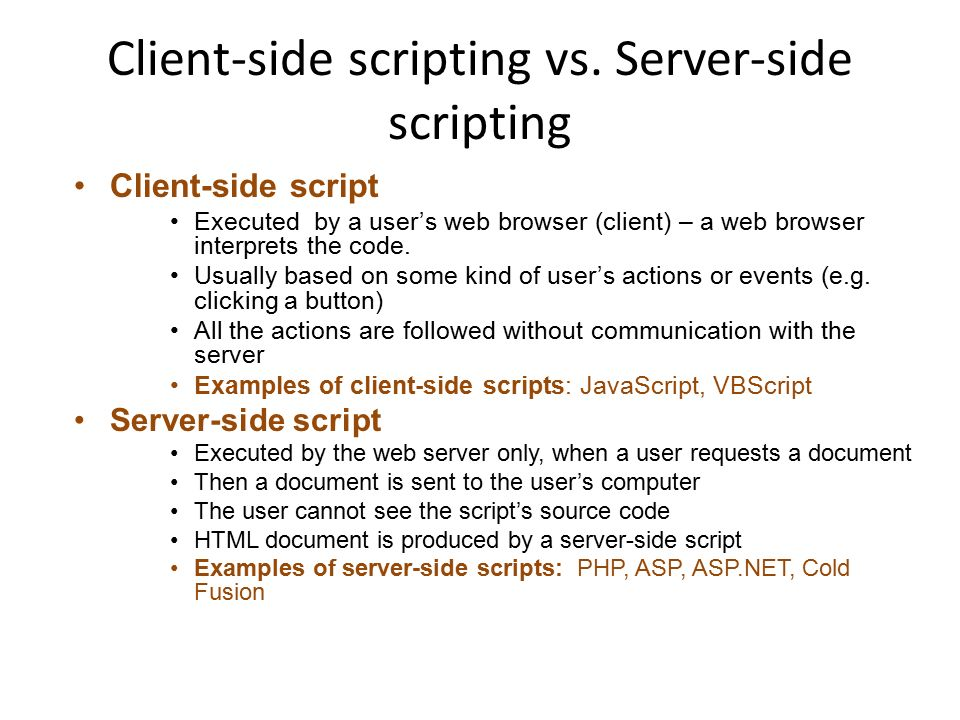 Client-side scripting vs. Server-side
scripting
• Client-side script
• Executed  by a user’s web browser (client) – a web browser
interprets the code.
• Usually based on some kind of user’s actions or events (e.g.
clicking a button)
• All the actions are followed without communication with the
server
• Examples of client-side scripts: JavaScript, VBScript
• Server-side script
• Executed by the web server only, when a user requests a document
• Then a document is sent to the user’s computer
• The user cannot see the script’s source code
• HTML document is produced by a server-side script
• Examples of server-side scripts:  PHP, ASP, ASP.NET, Cold
Fusion